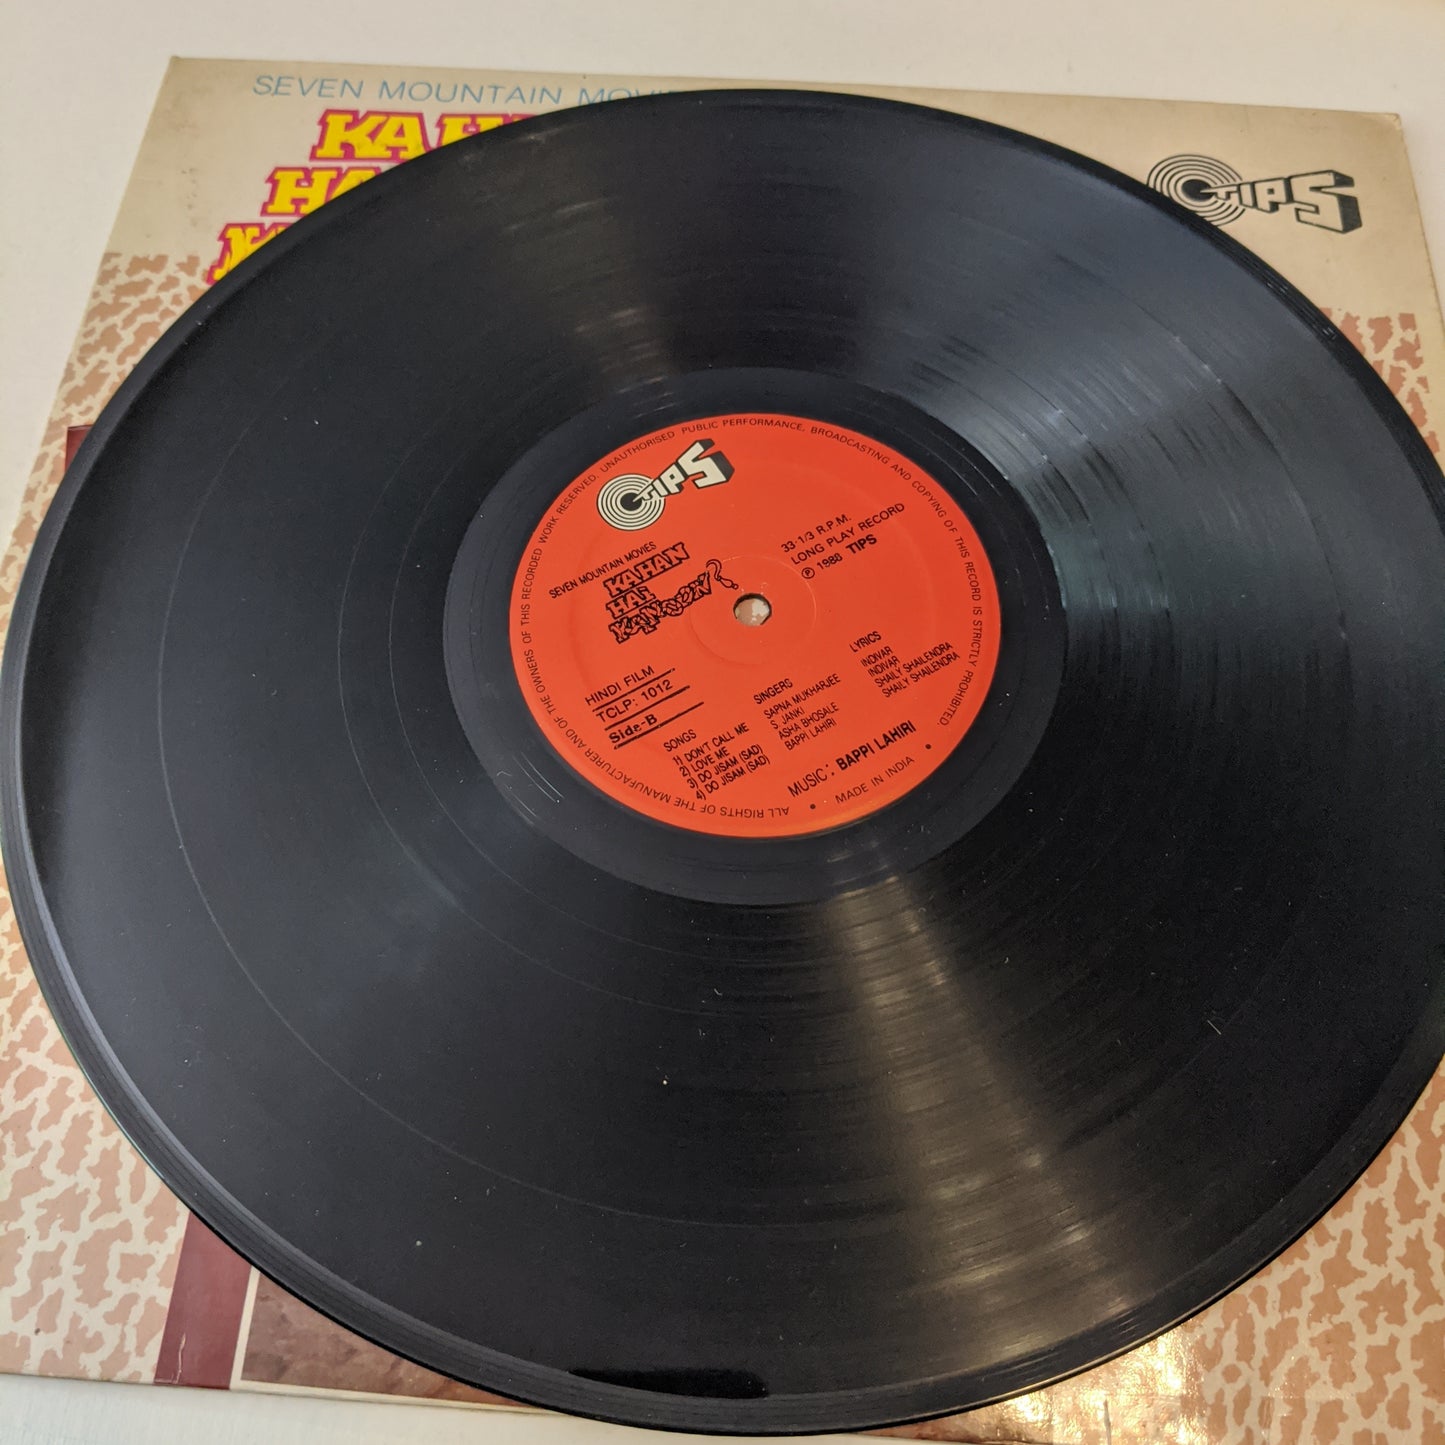 SEVEN MOUNTAIN
KAHAN
TIPS
ALL RIGHTS OF THE MANUFACTURER AND OF THE OWNERS OF THIS RECORDED WORK RESERVED. UNAUTHORISED PUBLIC PERFORMANCE, BROADCASTING AND COPYING OF THIS RECORD IS STRICTLY PROHIBITED.
TIPS
SEVEN MOUNTAIN MOVIES
KAHAN
HAI
KANOON?
33-1/3 R.P.M.
LONG PLAY RECORD
℗ 1988 TIPS
HINDI FILM
TCLP: 1012
Side-B
SONGS SINGERS LYRICS
1) DON'T CALL ME SAPNA MUKHARJEE INDIVAR
2) LOVE ME S. JANKI INDIVAR
3) DO JISAM (SAD) ASHA BHOSALE SHAILY SHAILENDRA
4) DO JISAM (SAD) BAPPI LAHIRI SHAILY SHAILENDRA
MUSIC: BAPPI LAHIRI
• MADE IN INDIA •